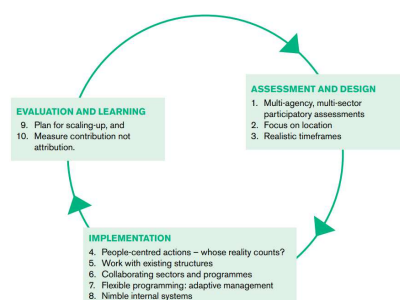 ASSESSMENT AND DESIGN
1. Multi-agency, multi-sector
participatory assessments
2. Focus on location
3. Realistic timeframes
IMPLEMENTATION
4. People-centred actions – whose reality counts?
5. Work with existing structures
6. Collaborating sectors and programmes
7. Flexible programming: adaptive management
8. Nimble internal systems
EVALUATION AND LEARNING
9. Plan for scaling-up, and
10. Measure contribution not
attribution.